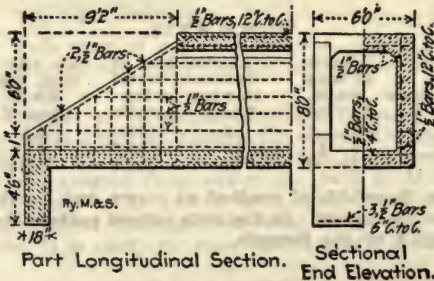 9'2"
½" Bars, 12" C. to C.
6'0"
2, ½" Bars
6'0"
½" Bars
1"
4'6"
Ry. M. & S.
18"
Part Longitudinal Section.
8'0"
½" Bars
½" Bars, 4" C. to C.
½" Bars, 12" C. to C.
3, ½" Bars
6" C. to C.
Sectional
End Elevation.